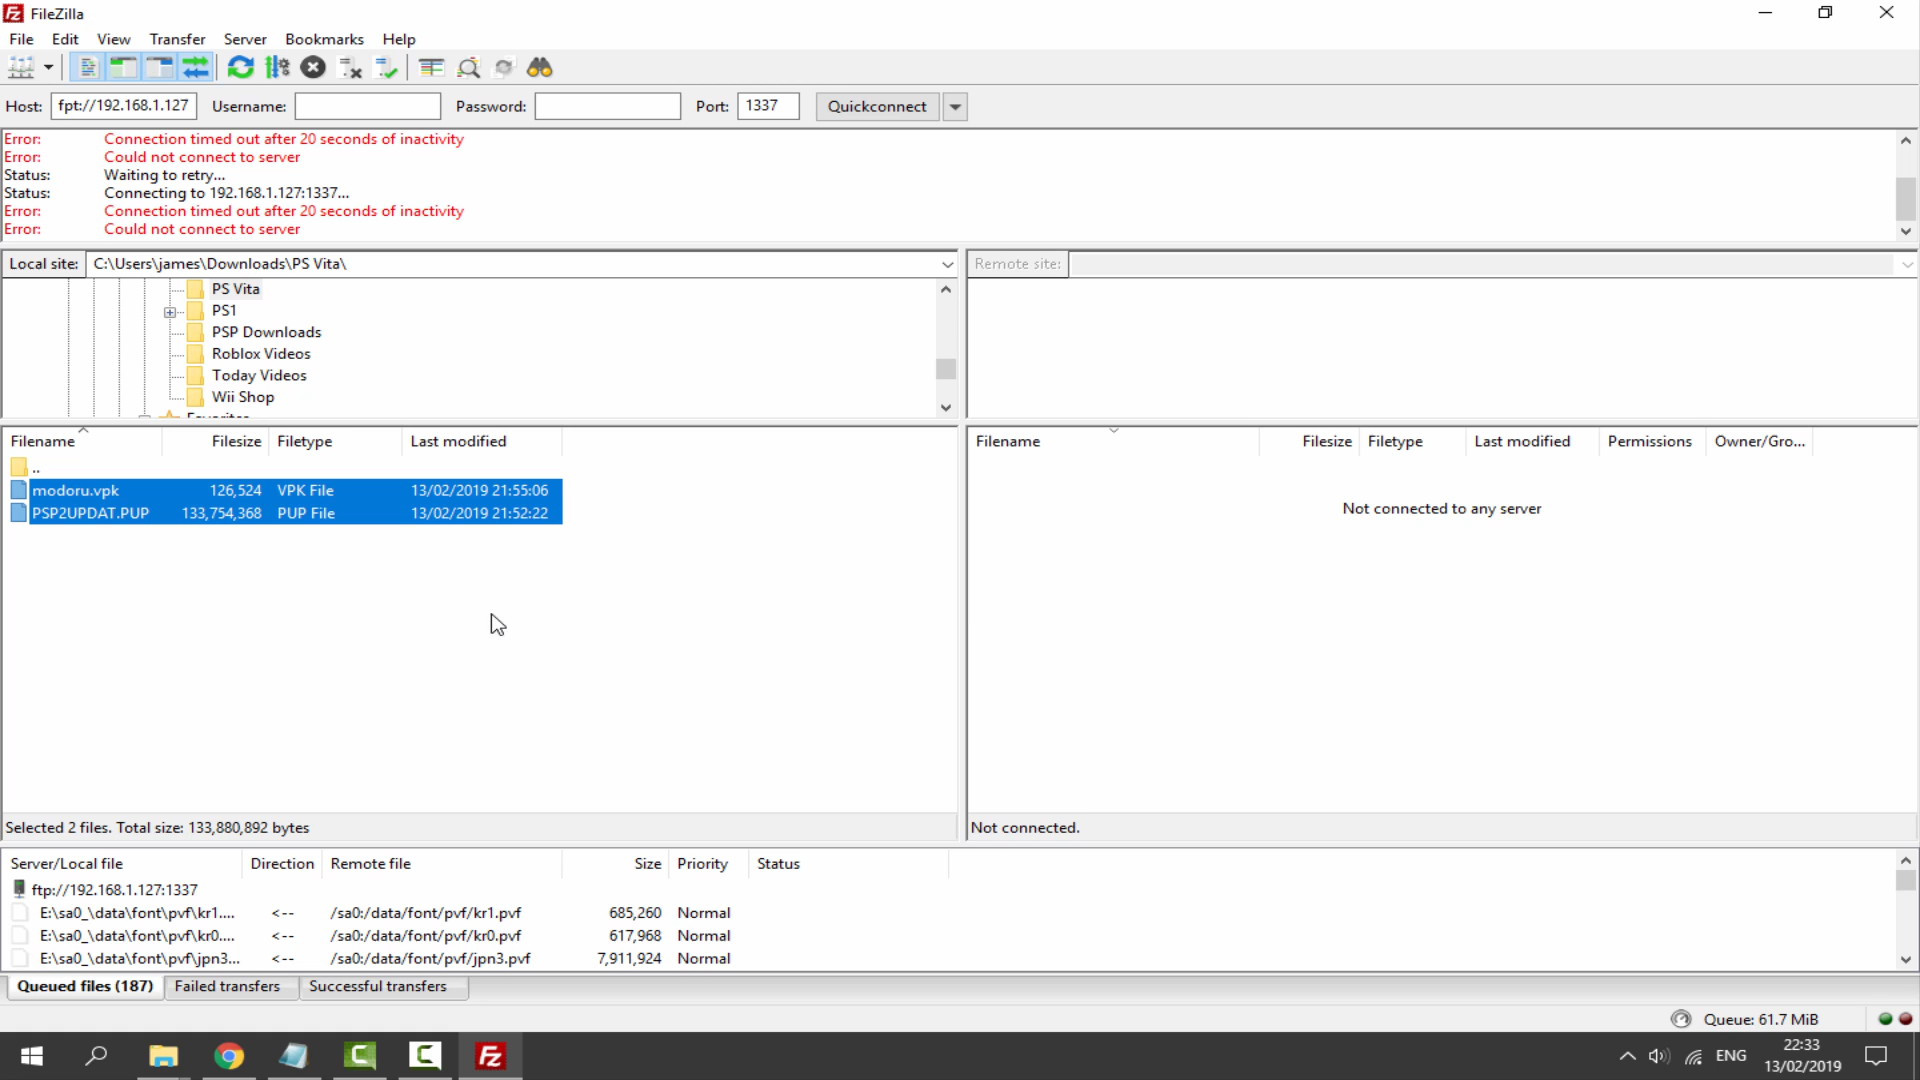 FileZilla
File Edit View Transfer Server Bookmarks Help
Host: fpt://192.168.1.127 Username: Password: Port: 1337 Quickconnect
Error: Connection timed out after 20 seconds of inactivity
Error: Could not connect to server
Status: Waiting to retry...
Status: Connecting to 192.168.1.127:1337...
Error: Connection timed out after 20 seconds of inactivity
Error: Could not connect to server
Local site: C:\Users\james\Downloads\PS Vita\
Remote site:
PS Vita
PS1
PSP Downloads
Roblox Videos
Today Videos
Wii Shop
Favorites
Filename Filesize Filetype Last modified
..
modoru.vpk 126,524 VPK File 13/02/2019 21:55:06
PSP2UPDAT.PUP 133,754,368 PUP File 13/02/2019 21:52:22
Selected 2 files. Total size: 133,880,892 bytes
Filename Filesize Filetype Last modified Permissions Owner/Gro...
Not connected to any server
Not connected.
Server/Local file Direction Remote file Size Priority Status
ftp://192.168.1.127:1337
E:\sa0_\data\font\pvf\kr1.... <-- /sa0:/data/font/pvf/kr1.pvf 685,260 Normal
E:\sa0_\data\font\pvf\kr0.... <-- /sa0:/data/font/pvf/kr0.pvf 617,968 Normal
E:\sa0_\data\font\pvf\jpn3... <-- /sa0:/data/font/pvf/jpn3.pvf 7,911,924 Normal
Queued files (187) Failed transfers Successful transfers
Queue: 61.7 MiB
ENG
22:33
13/02/2019